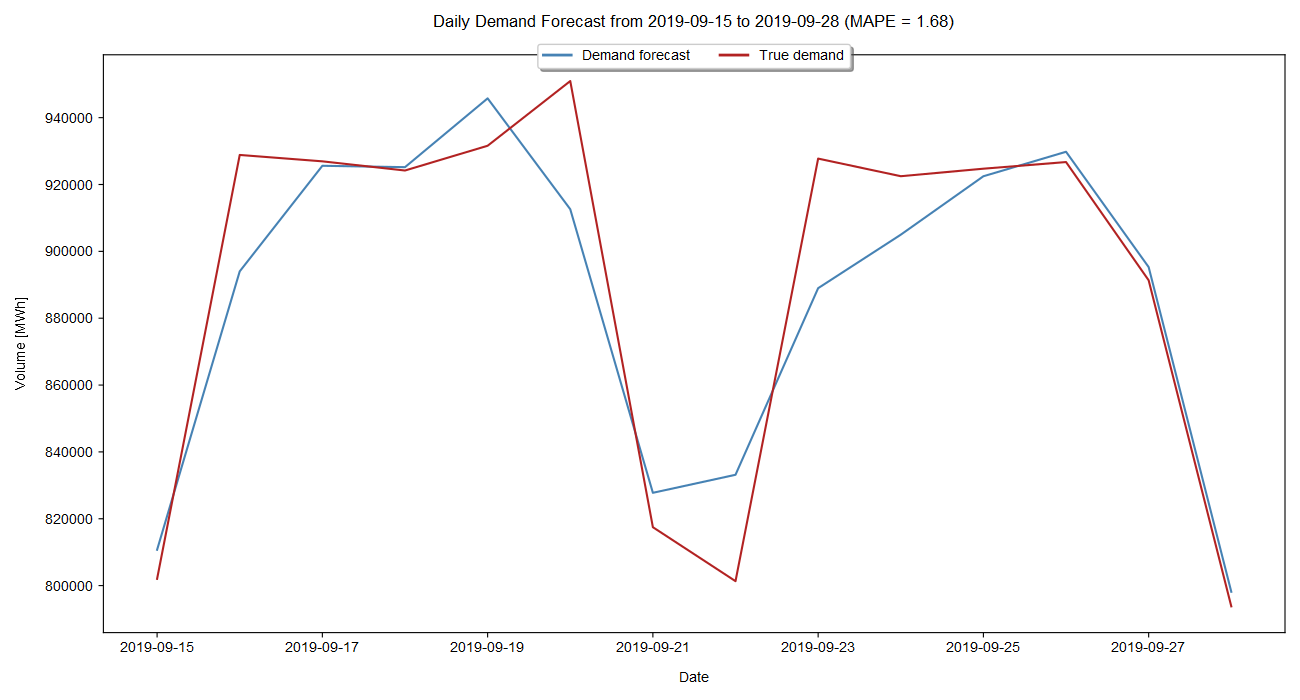 Daily Demand Forecast from 2019-09-15 to 2019-09-28 (MAPE = 1.68)
Demand forecast True demand
940000
920000
900000
880000
860000
840000
820000
800000
Volume [MWh]
2019-09-15 2019-09-17 2019-09-19 2019-09-21 2019-09-23 2019-09-25 2019-09-27
Date